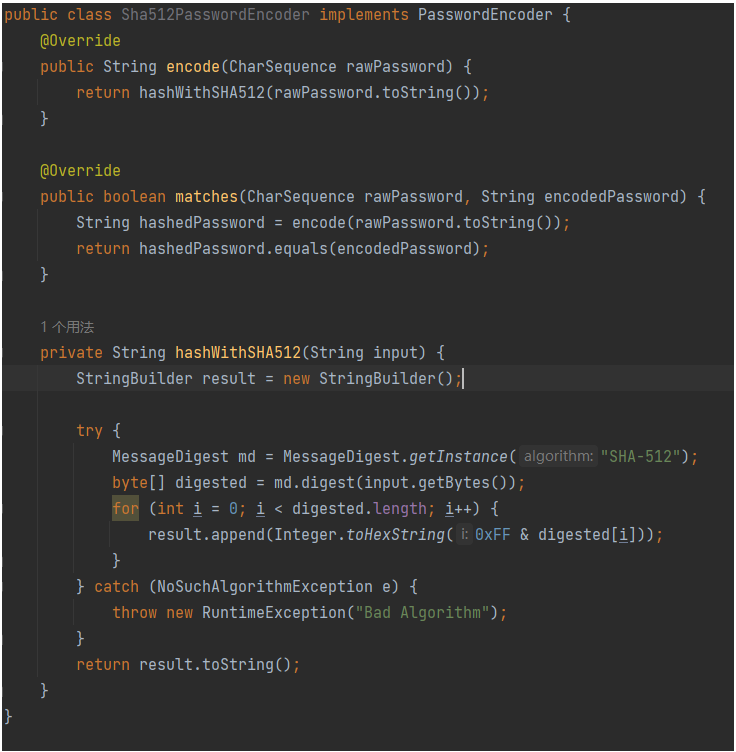 public class Sha512PasswordEncoder implements PasswordEncoder {
@Override
public String encode(CharSequence rawPassword) {
return hashWithSHA512(rawPassword.toString());
}
@Override
public boolean matches(CharSequence rawPassword, String encodedPassword) {
String hashedPassword = encode(rawPassword.toString());
return hashedPassword.equals(encodedPassword);
}
1 个用法
private String hashWithSHA512(String input) {
StringBuilder result = new StringBuilder();
try {
MessageDigest md = MessageDigest.getInstance( algorithm: "SHA-512");
byte[] digested = md.digest(input.getBytes());
for (int i = 0; i < digested.length; i++) {
result.append(Integer.toHexString( i: 0xFF & digested[i]));
}
} catch (NoSuchAlgorithmException e) {
throw new RuntimeException("Bad Algorithm");
}
return result.toString();
}
}